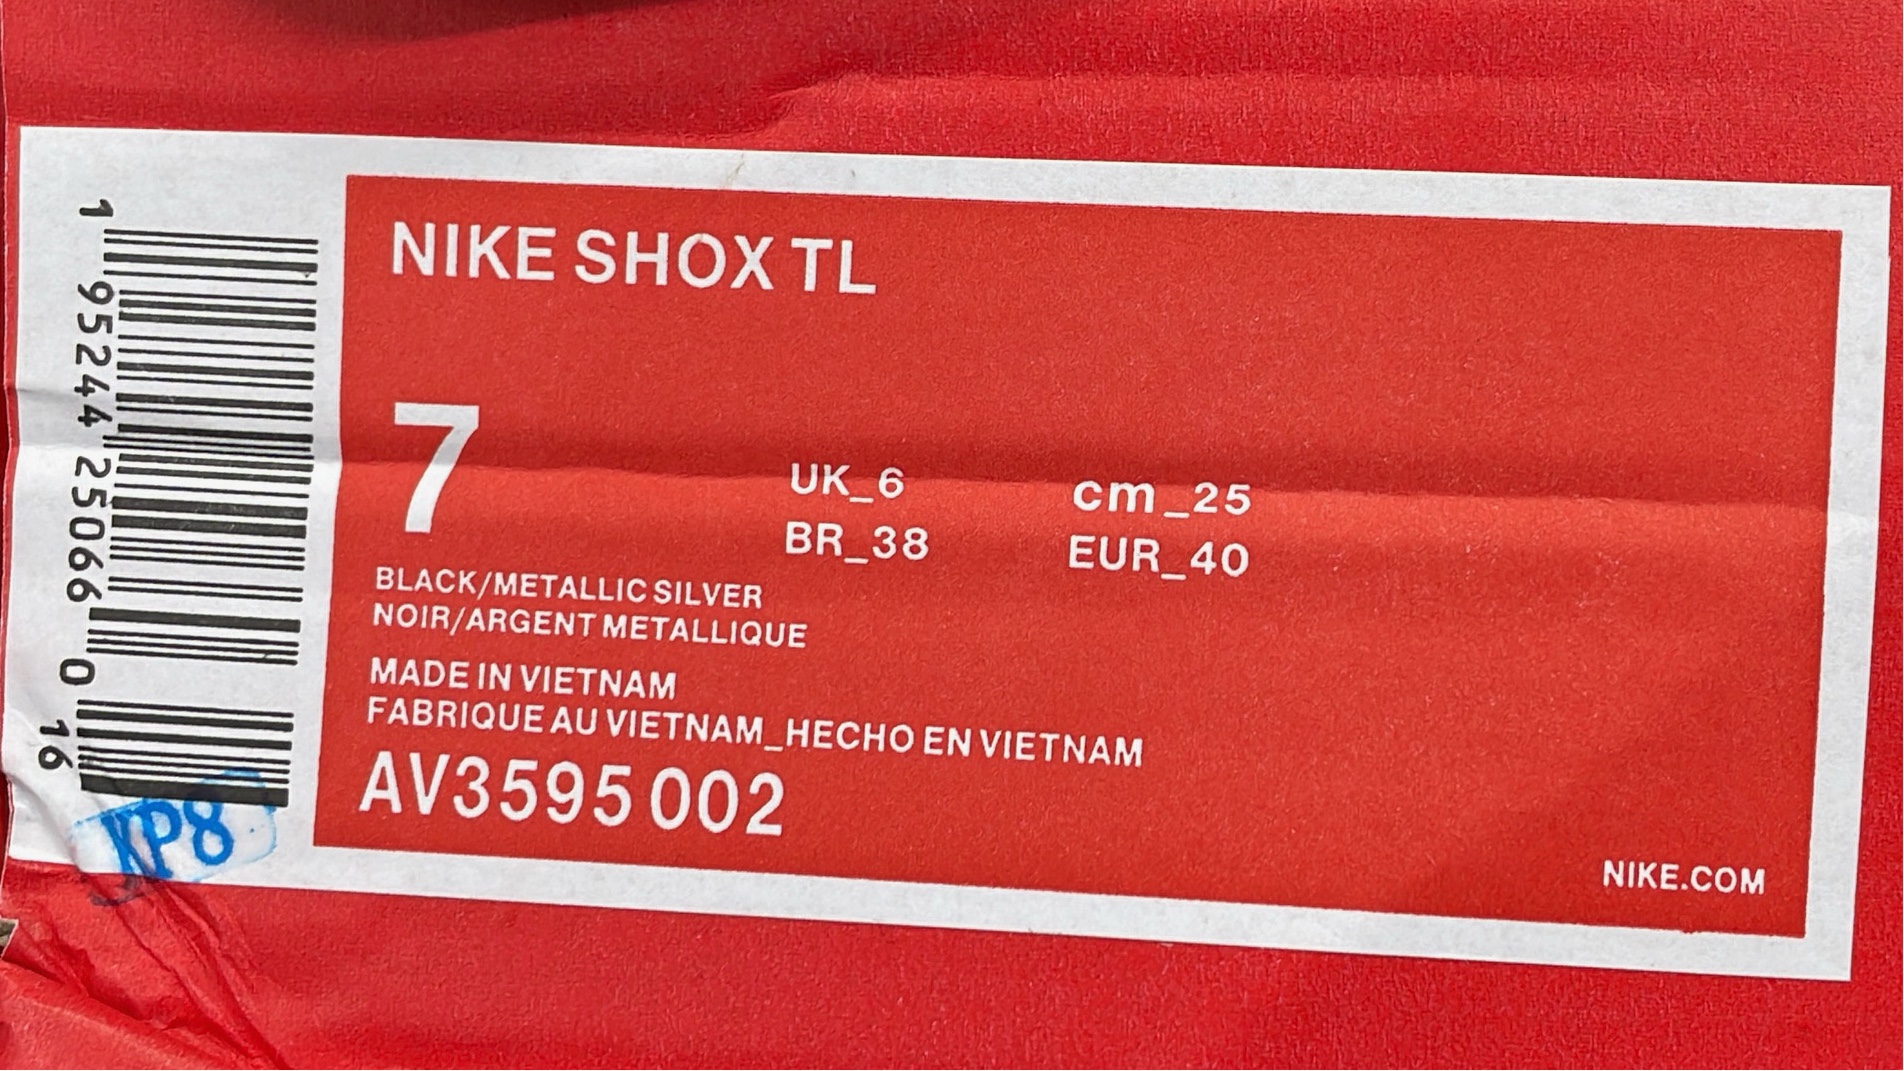 NIKE SHOX TL
7
UK_6 cm_25
BR_38 EUR_40
BLACK/METALLIC SILVER
NOIR/ARGENT METALLIQUE
MADE IN VIETNAM
FABRIQUE AU VIETNAM_HECHO EN VIETNAM
AV3595 002
NIKE.COM
1 95244 25066 0 16
KP8